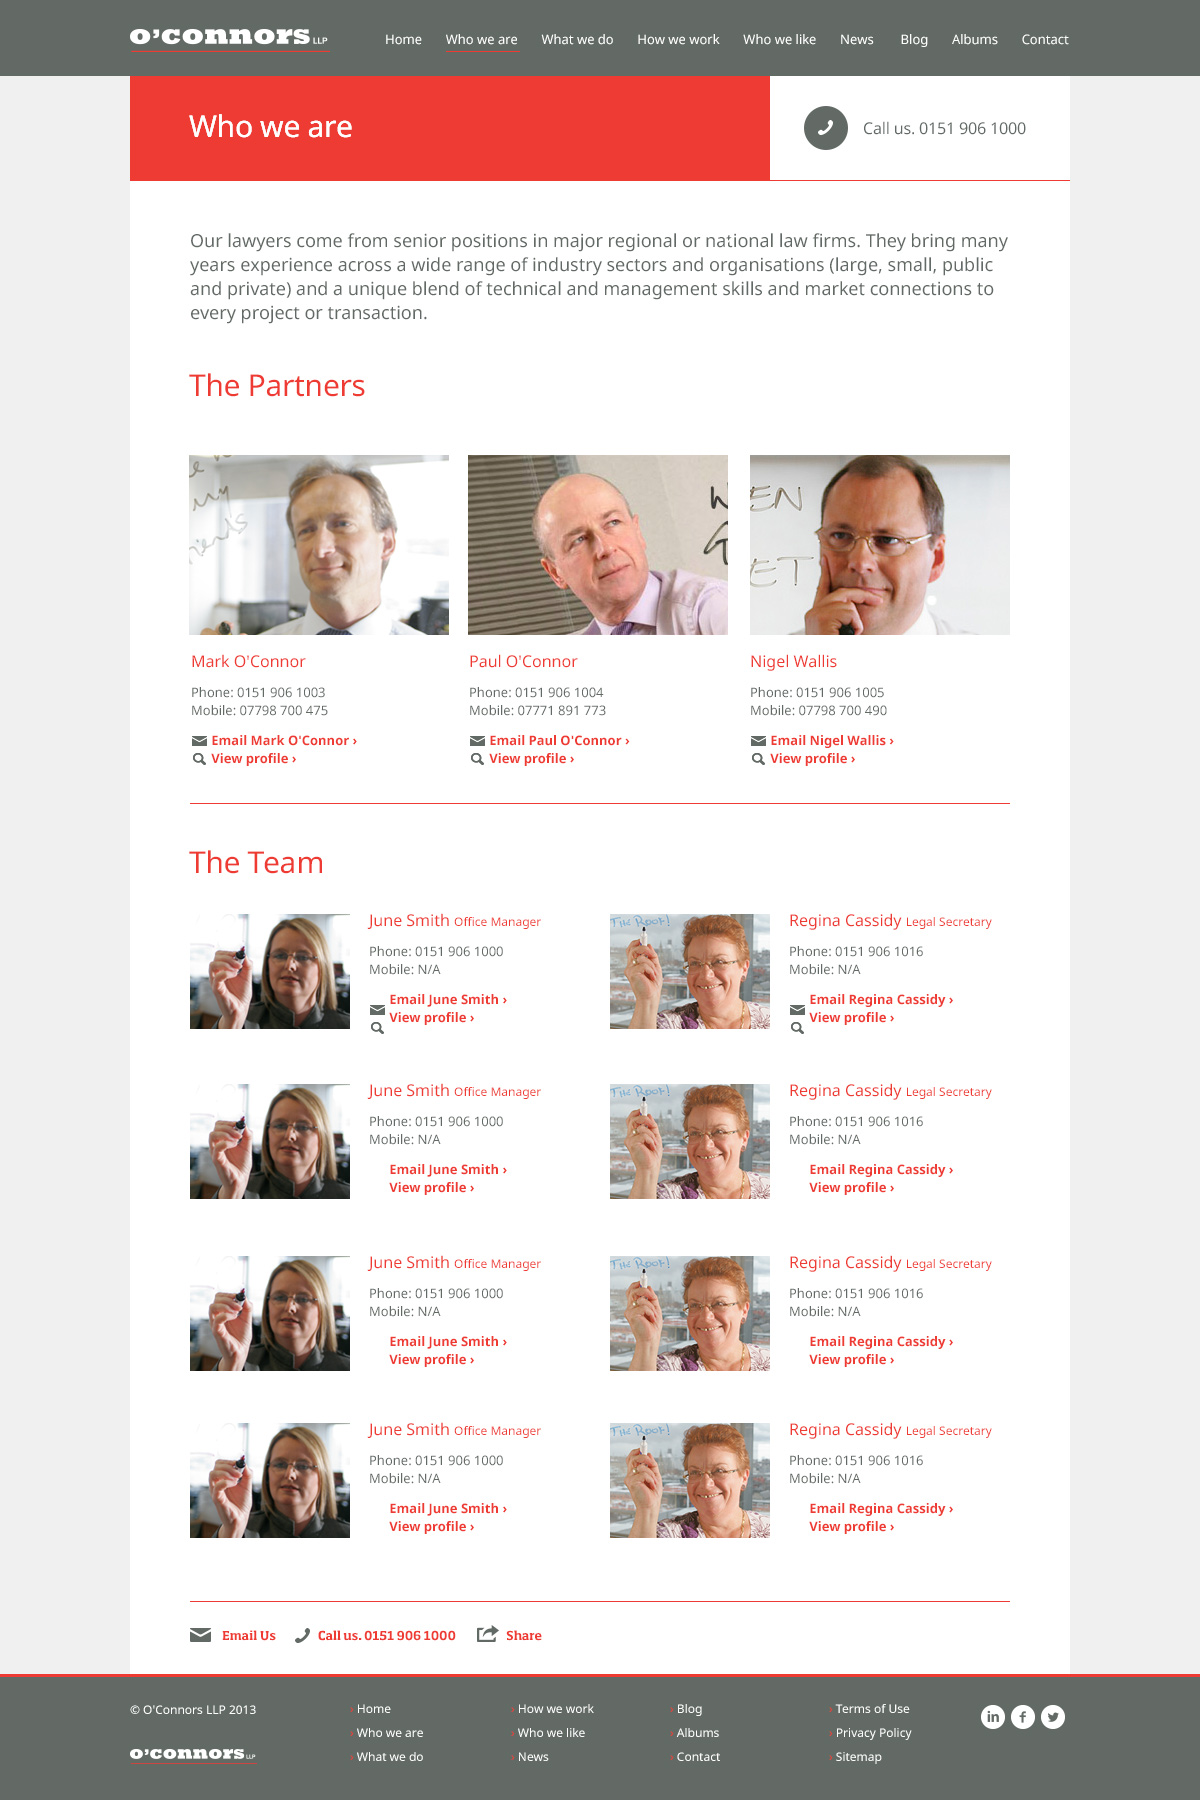 o'connors LLP
Home Who we are What we do How we work Who we like News Blog Albums Contact
Who we are
Call us. 0151 906 1000
Our lawyers come from senior positions in major regional or national law firms. They bring many
years experience across a wide range of industry sectors and organisations (large, small, public
and private) and a unique blend of technical and management skills and market connections to
every project or transaction.
The Partners
EN
ET
Mark O'Connor
Phone: 0151 906 1003
Mobile: 07798 700 475
Email Mark O'Connor ›
View profile ›
Paul O'Connor
Phone: 0151 906 1004
Mobile: 07771 891 773
Email Paul O'Connor ›
View profile ›
Nigel Wallis
Phone: 0151 906 1005
Mobile: 07798 700 490
Email Nigel Wallis ›
View profile ›
The Team
June Smith Office Manager
Phone: 0151 906 1000
Mobile: N/A
Email June Smith ›
View profile ›
The Root!
Regina Cassidy Legal Secretary
Phone: 0151 906 1016
Mobile: N/A
Email Regina Cassidy ›
View profile ›
June Smith Office Manager
Phone: 0151 906 1000
Mobile: N/A
Email June Smith ›
View profile ›
The Root!
Regina Cassidy Legal Secretary
Phone: 0151 906 1016
Mobile: N/A
Email Regina Cassidy ›
View profile ›
June Smith Office Manager
Phone: 0151 906 1000
Mobile: N/A
Email June Smith ›
View profile ›
The Root!
Regina Cassidy Legal Secretary
Phone: 0151 906 1016
Mobile: N/A
Email Regina Cassidy ›
View profile ›
June Smith Office Manager
Phone: 0151 906 1000
Mobile: N/A
Email June Smith ›
View profile ›
The Root!
Regina Cassidy Legal Secretary
Phone: 0151 906 1016
Mobile: N/A
Email Regina Cassidy ›
View profile ›
Email Us Call us. 0151 906 1000 Share
© O'Connors LLP 2013
o'connors LLP
› Home
› Who we are
› What we do
› How we work
› Who we like
› News
› Blog
› Albums
› Contact
› Terms of Use
› Privacy Policy
› Sitemap
in f